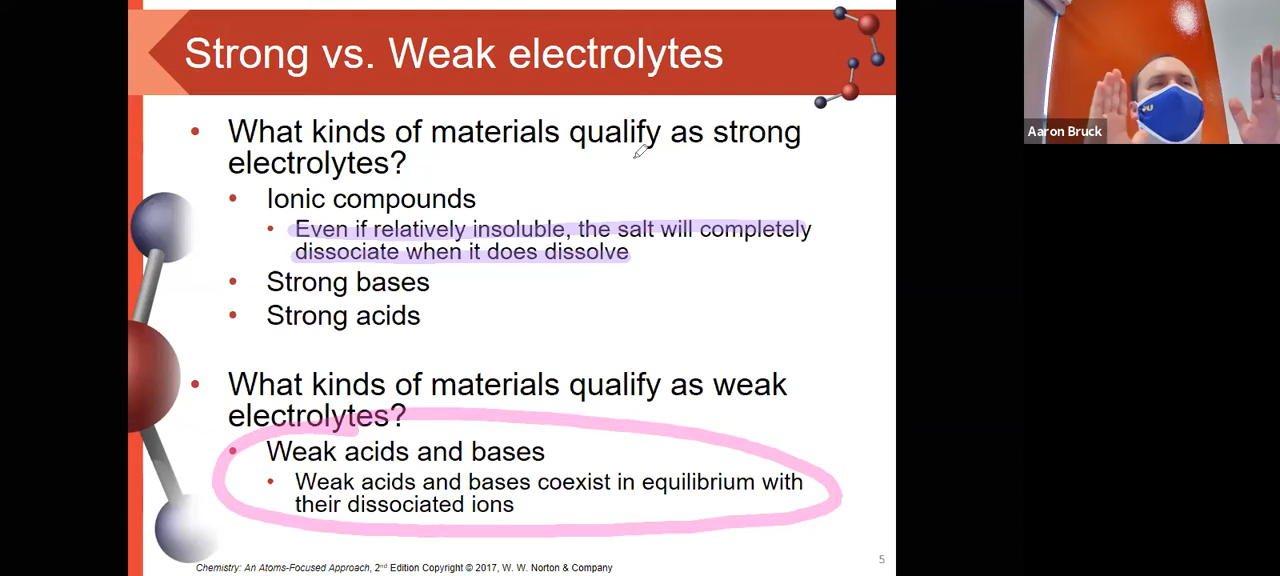 Strong vs. Weak electrolytes
Aaron Bruck
• What kinds of materials qualify as strong
electrolytes?
• Ionic compounds
• Even if relatively insoluble, the salt will completely
dissociate when it does dissolve
• Strong bases
• Strong acids
• What kinds of materials qualify as weak
electrolytes?
• Weak acids and bases
• Weak acids and bases coexist in equilibrium with
their dissociated ions
Chemistry: An Atoms-Focused Approach, 2nd Edition Copyright © 2017, W. W. Norton & Company
5